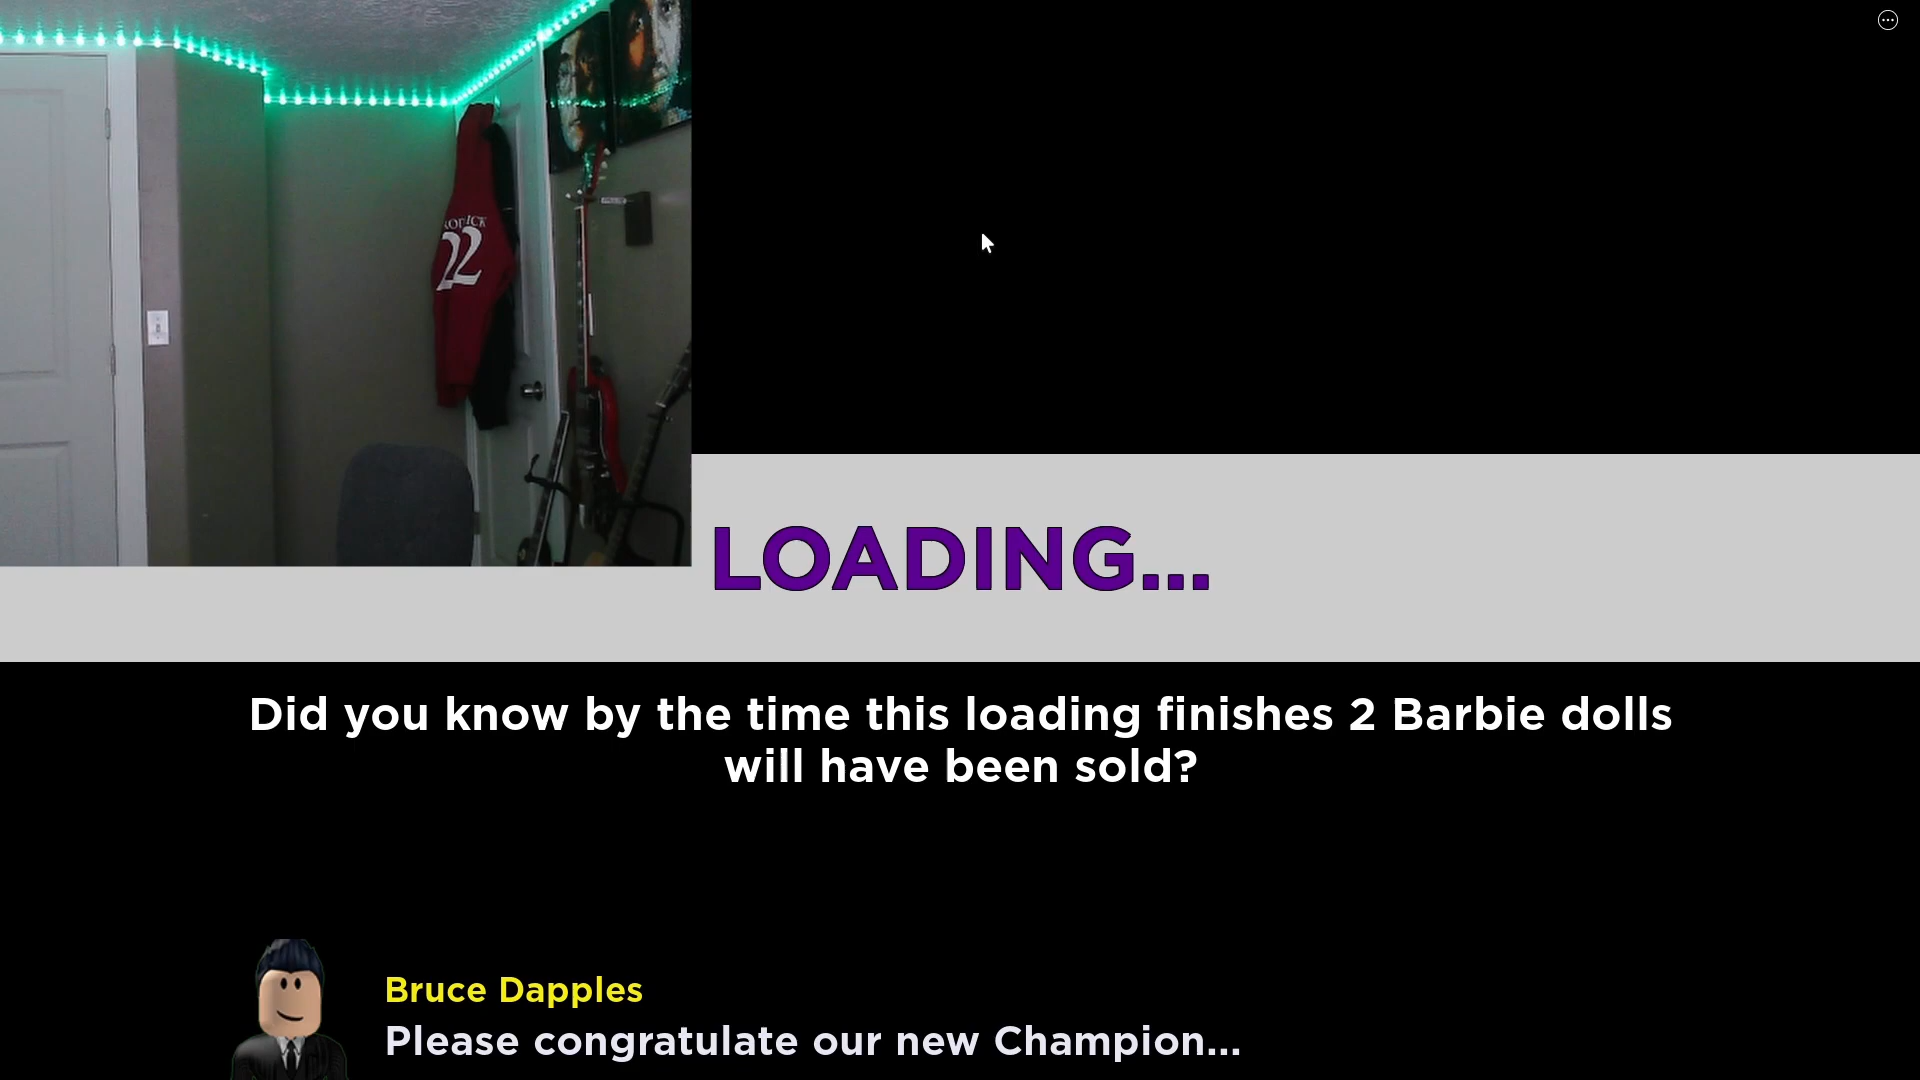 22
LOADING...
Did you know by the time this loading finishes 2 Barbie dolls
will have been sold?
Bruce Dapples
Please congratulate our new Champion...